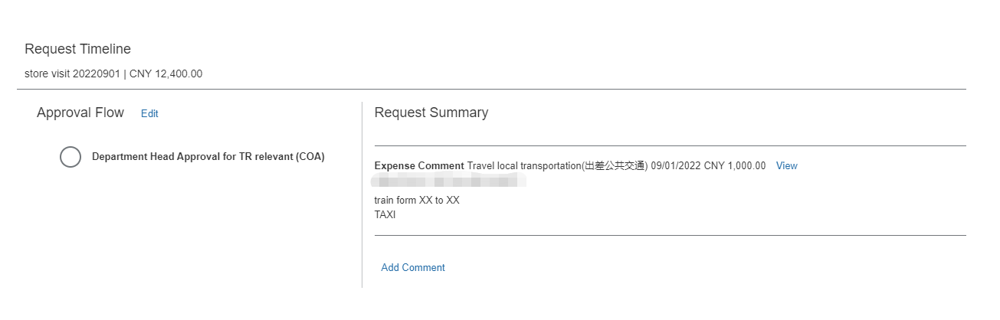 Request Timeline
store visit 20220901 | CNY 12,400.00
Approval Flow Edit
Department Head Approval for TR relevant (COA)
Request Summary
Expense Comment Travel local transportation(出差公共交通) 09/01/2022 CNY 1,000.00 View
train form XX to XX
TAXI
Add Comment